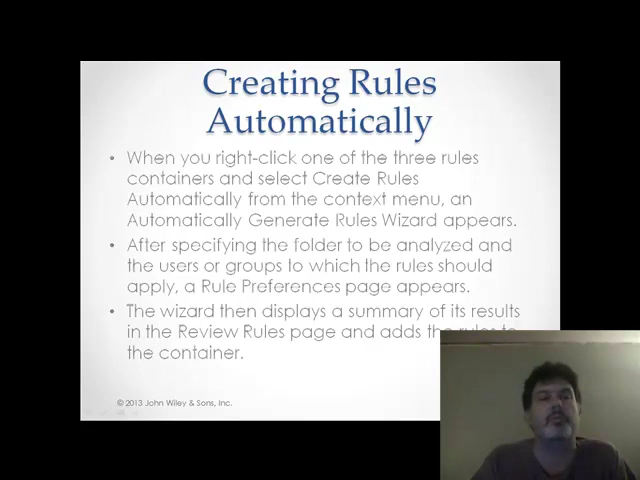 Creating Rules
Automatically
• When you right-click one of the three rules
containers and select Create Rules
Automatically from the context menu, an
Automatically Generate Rules Wizard appears.
• After specifying the folder to be analyzed and
the users or groups to which the rules should
apply, a Rule Preferences page appears.
• The wizard then displays a summary of its results
in the Review Rules page and adds the rules to
the container.
© 2013 John Wiley & Sons, Inc.